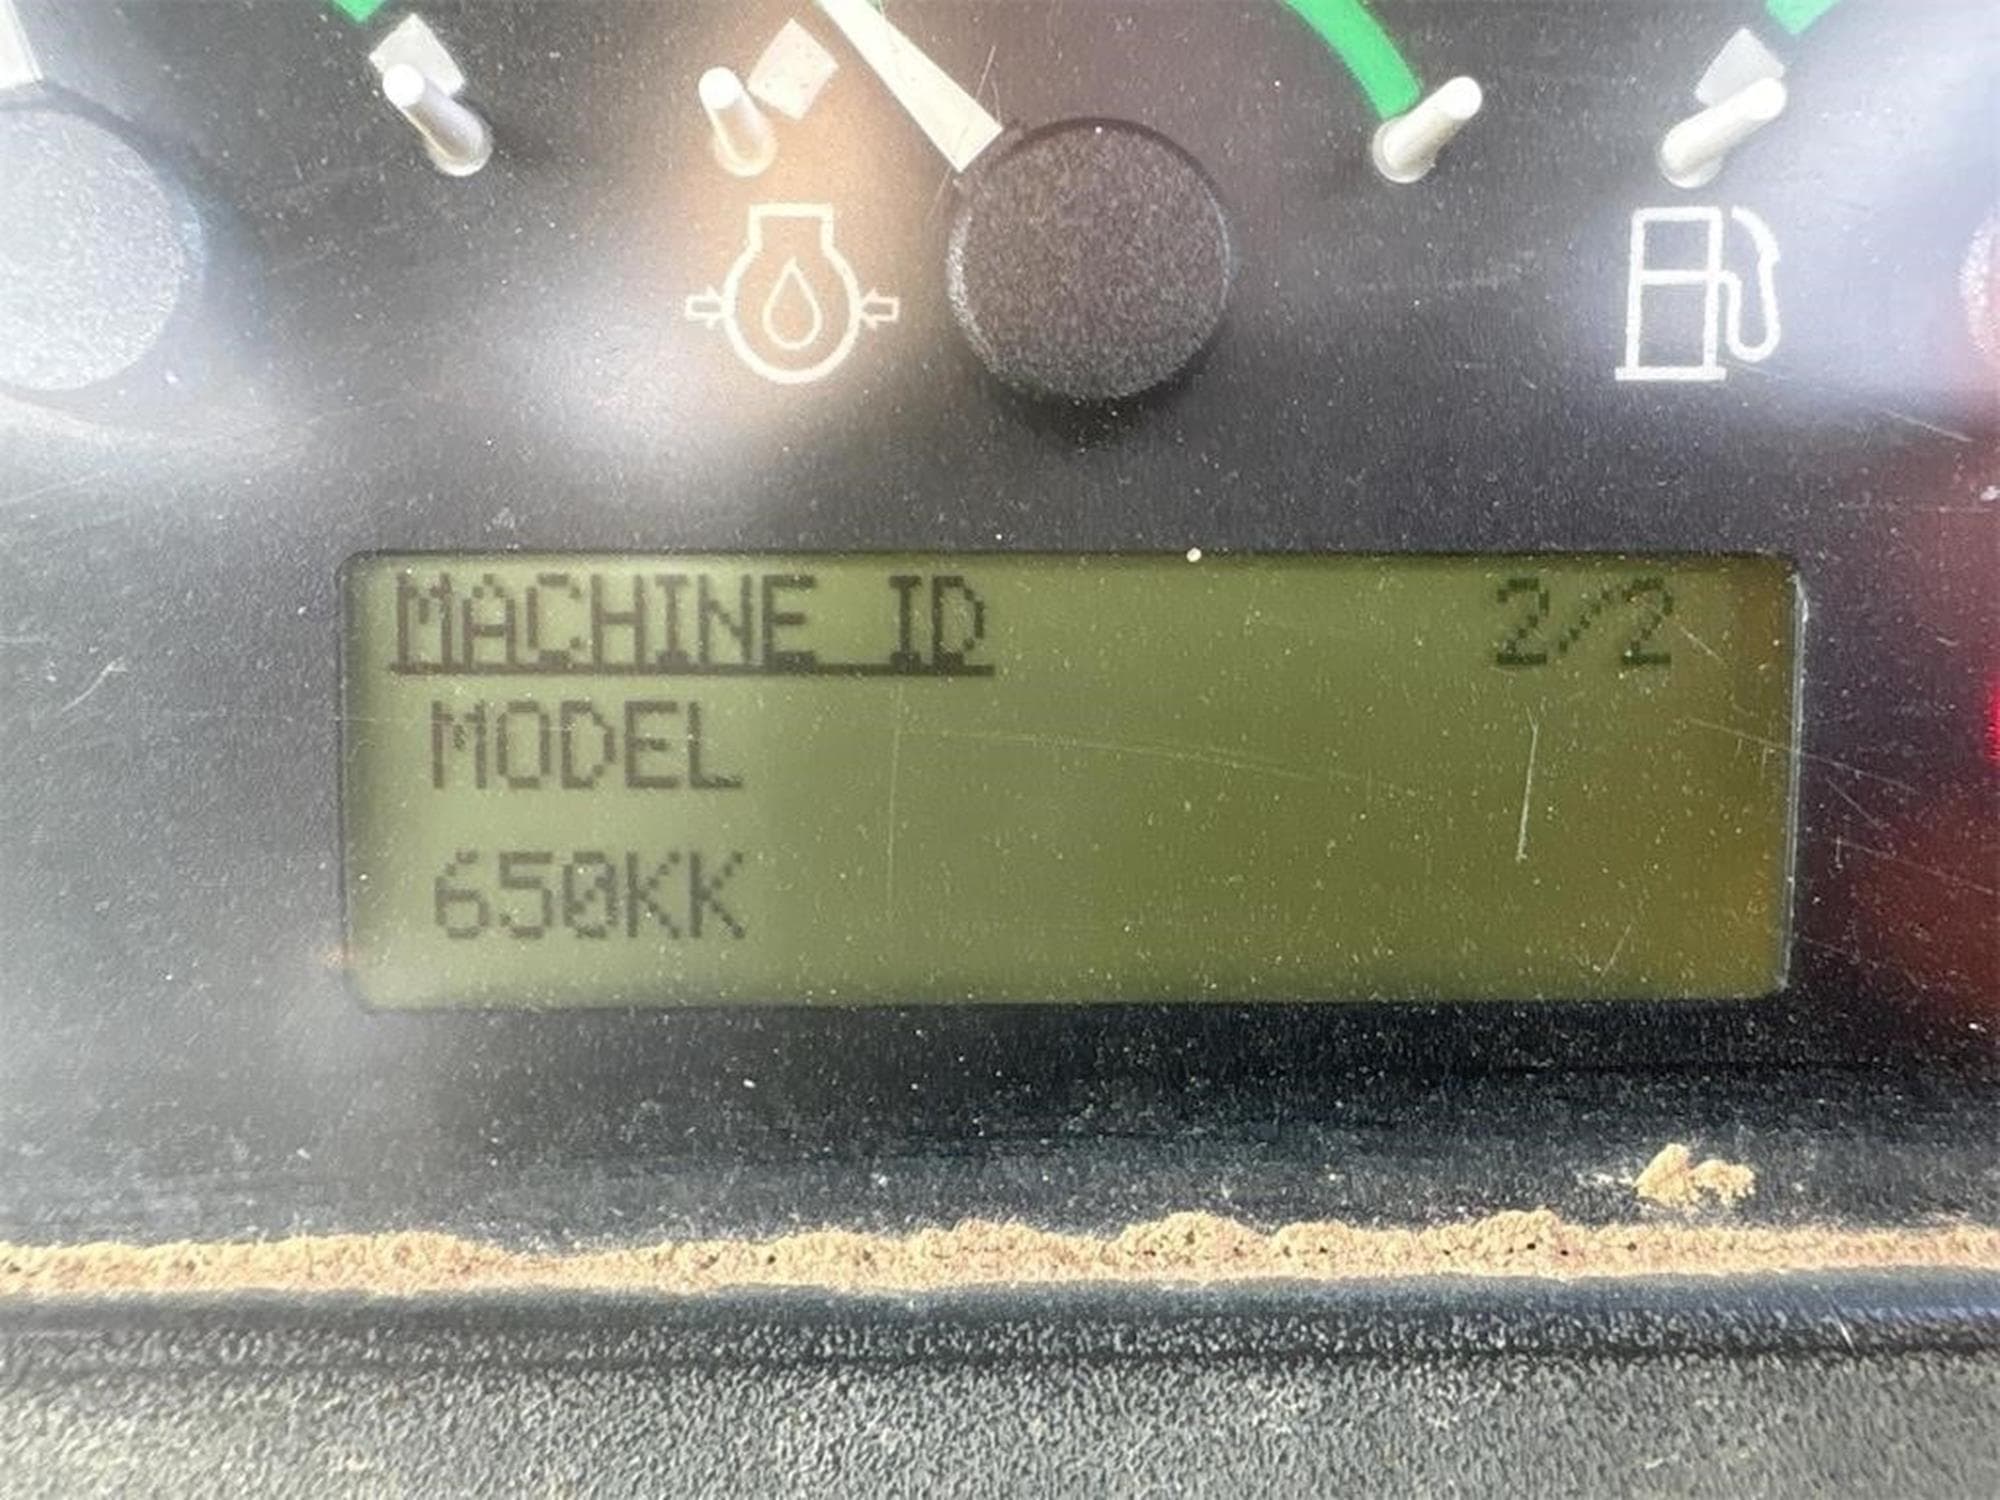 MACHINE ID 2/2
MODEL
650KK